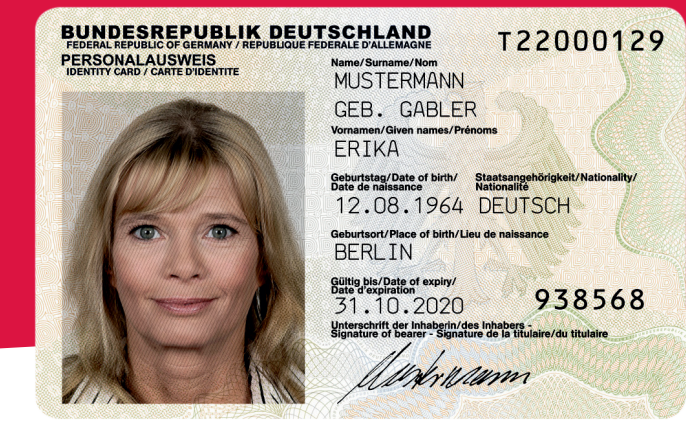 BUNDESREPUBLIK DEUTSCHLAND
FEDERAL REPUBLIC OF GERMANY / REPUBLIQUE FEDERALE D'ALLEMAGNE
T22000129
PERSONALAUSWEIS
IDENTITY CARD / CARTE D'IDENTITE
Name/Surname/Nom
MUSTERMANN
GEB. GABLER
Vornamen/Given names/Prénoms
ERIKA
Geburtstag/Date of birth/
Date de naissance
Staatsangehörigkeit/Nationality/
Nationalité
12.08.1964 DEUTSCH
Geburtsort/Place of birth/Lieu de naissance
BERLIN
Gültig bis/Date of expiry/
Date d'expiration
31.10.2020
938568
Unterschrift der Inhaberin/des Inhabers -
Signature of bearer - Signature de la titulaire/du titulaire
Mustermann